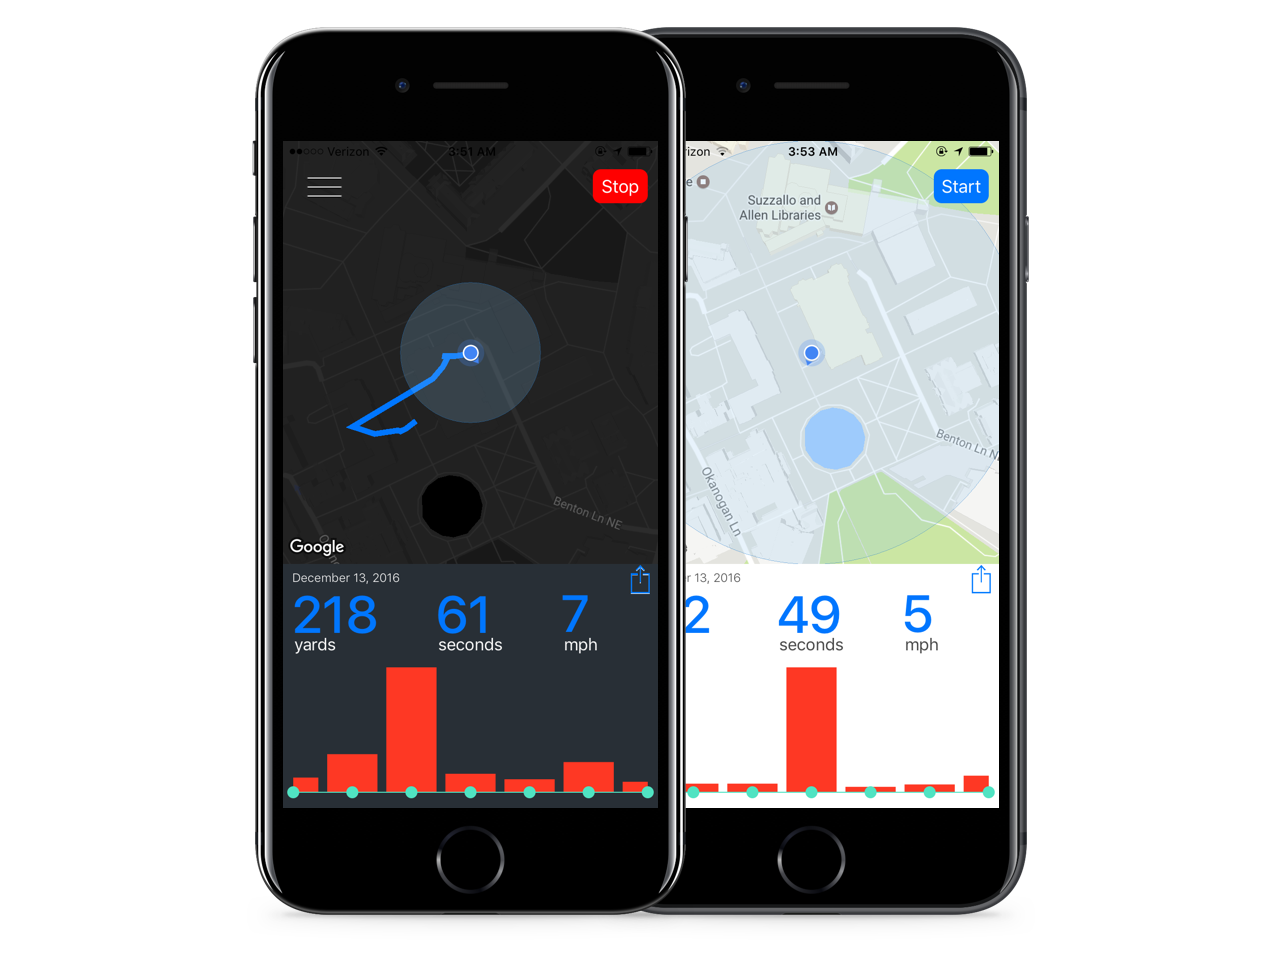 Verizon
3:51 AM
Stop
Benton Ln NE
Google
December 13, 2016
218
61
7
yards
seconds
mph
rizon
3:53 AM
e
Start
Suzzallo and
Allen Libraries
Benton Ln N
Okanogan Ln
r 13, 2016
2
49
5
seconds
mph